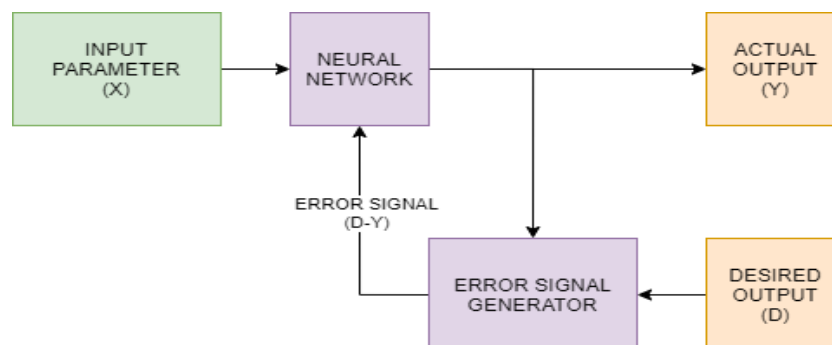 INPUT
PARAMETER
(X)
NEURAL
NETWORK
ACTUAL
OUTPUT
(Y)
ERROR SIGNAL
(D-Y)
ERROR SIGNAL
GENERATOR
DESIRED
OUTPUT
(D)